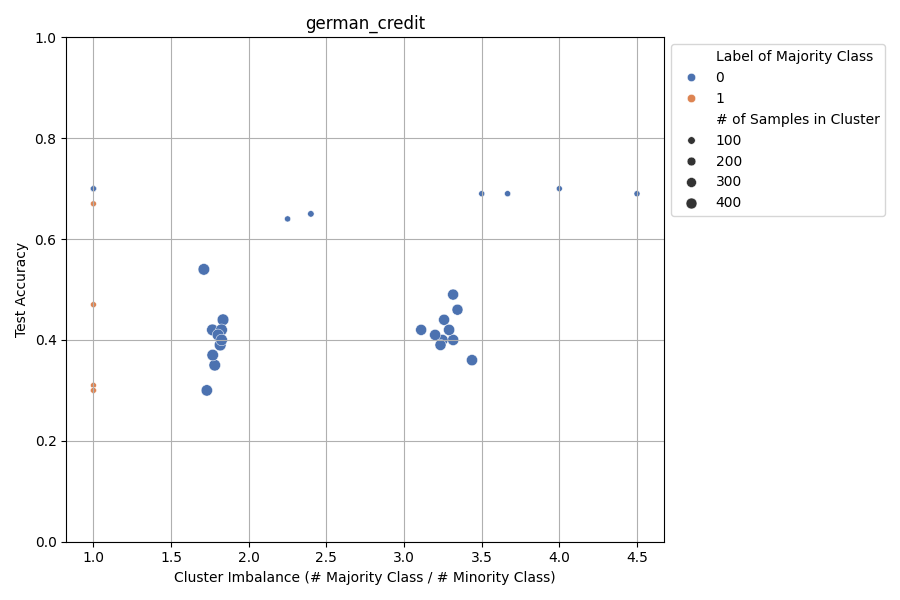 german_credit
1.0
0.8
0.6
0.4
0.2
0.0
Test Accuracy
1.0 1.5 2.0 2.5 3.0 3.5 4.0 4.5
Cluster Imbalance (# Majority Class / # Minority Class)
Label of Majority Class
0
1
# of Samples in Cluster
100
200
300
400